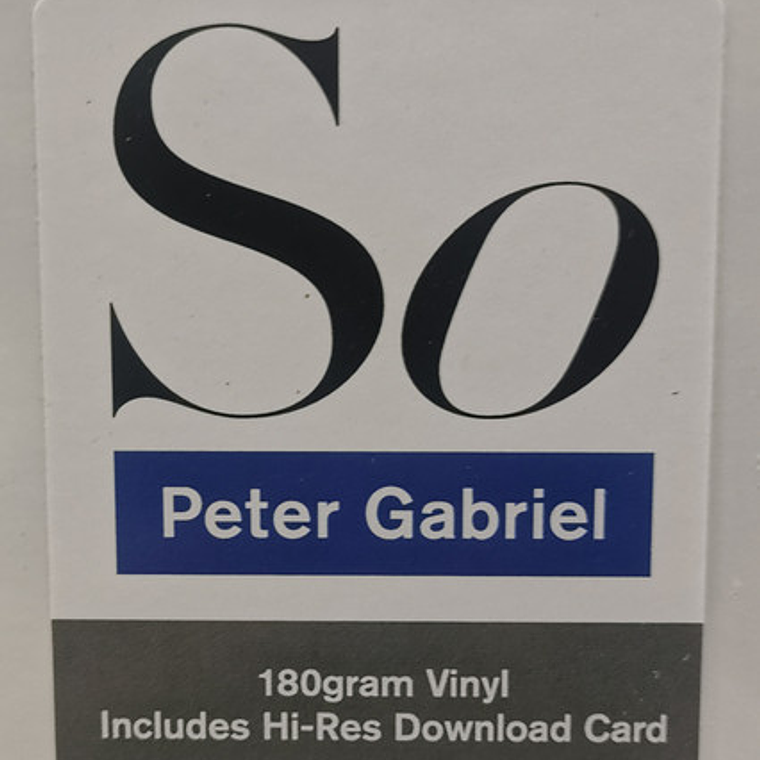 So
Peter Gabriel
180gram Vinyl
Includes Hi-Res Download Card